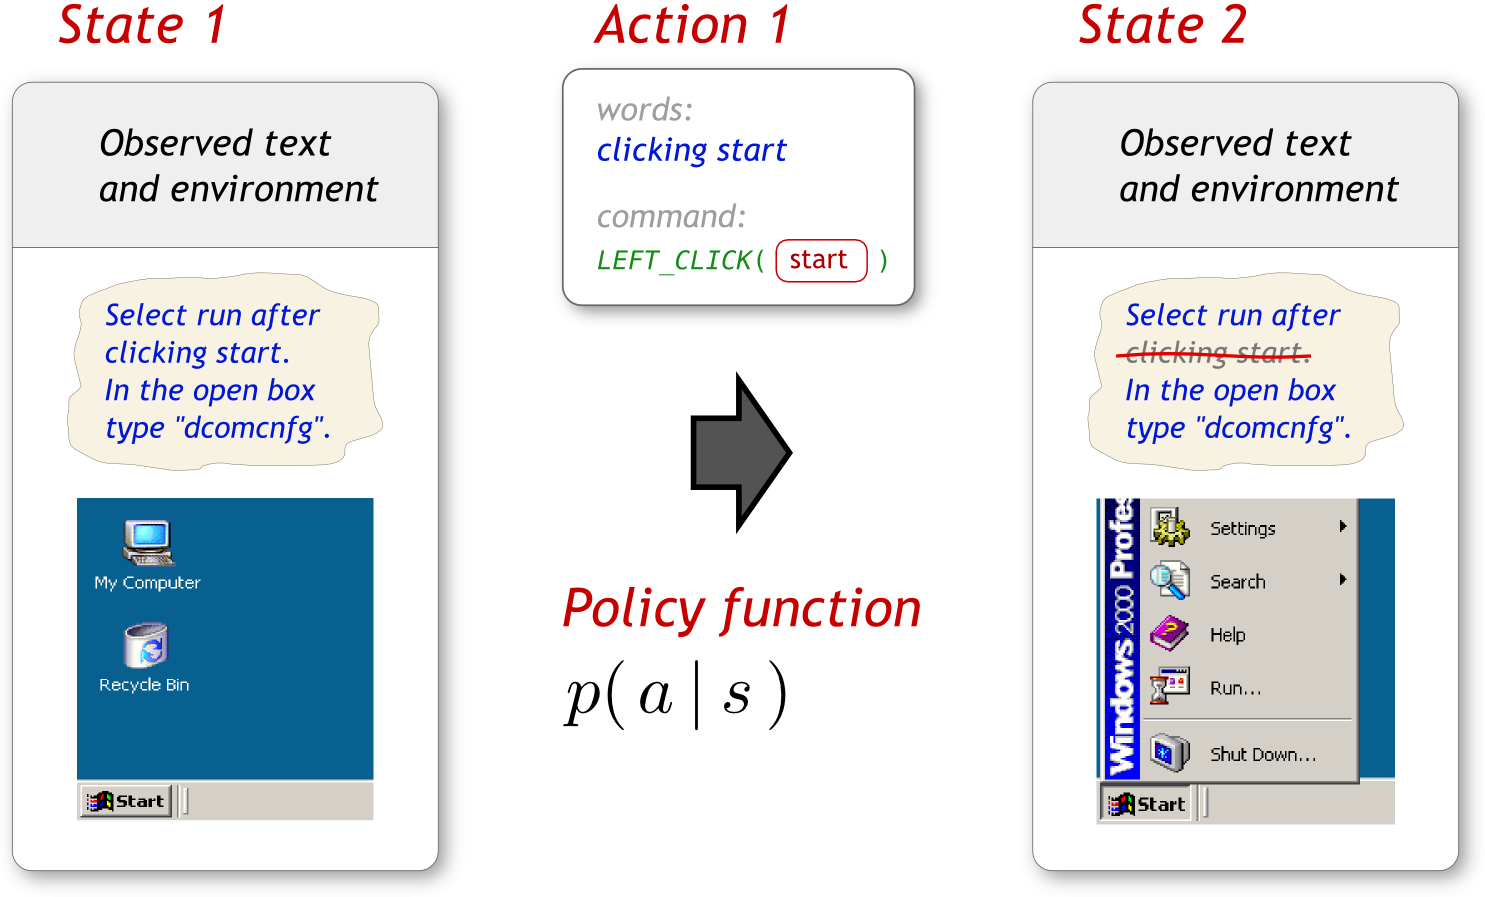 State 1
Observed text
and environment
Select run after
clicking start.
In the open box
type "dcomcnfg".
My Computer
Recycle Bin
Start
Action 1
words:
clicking start
command:
LEFT_CLICK( start )
Policy function
p( a | s )
State 2
Observed text
and environment
Select run after
clicking start.
In the open box
type "dcomcnfg".
Windows 2000 Profes
Settings
Search
Help
Run...
Shut Down...
Start